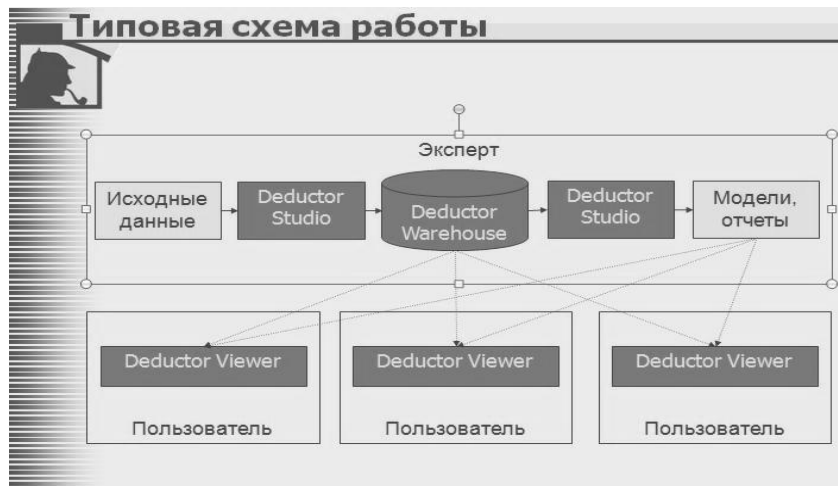 Типовая схема работы
Эксперт
Исходные
данные
Deductor
Studio
Deductor
Warehouse
Deductor
Studio
Модели,
отчеты
Deductor Viewer
Пользователь
Deductor Viewer
Пользователь
Deductor Viewer
Пользователь